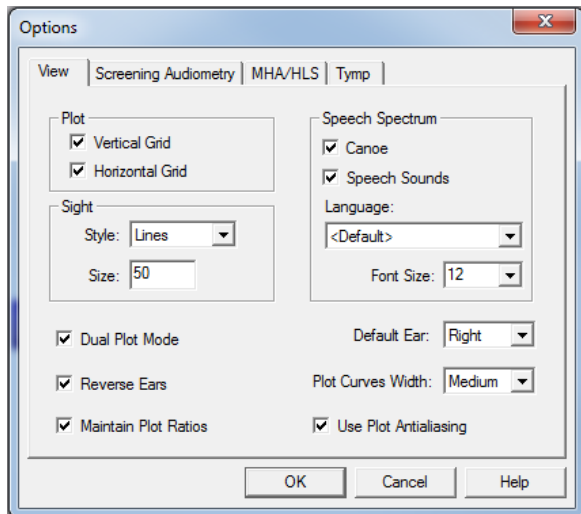 Options
View Screening Audiometry MHA/HLS Tymp
Plot
Vertical Grid
Horizontal Grid
Sight
Style: Lines
Size: 50
Speech Spectrum
Canoe
Speech Sounds
Language:
<Default>
Font Size: 12
Dual Plot Mode
Default Ear: Right
Reverse Ears
Plot Curves Width: Medium
Maintain Plot Ratios
Use Plot Antialiasing
OK Cancel Help